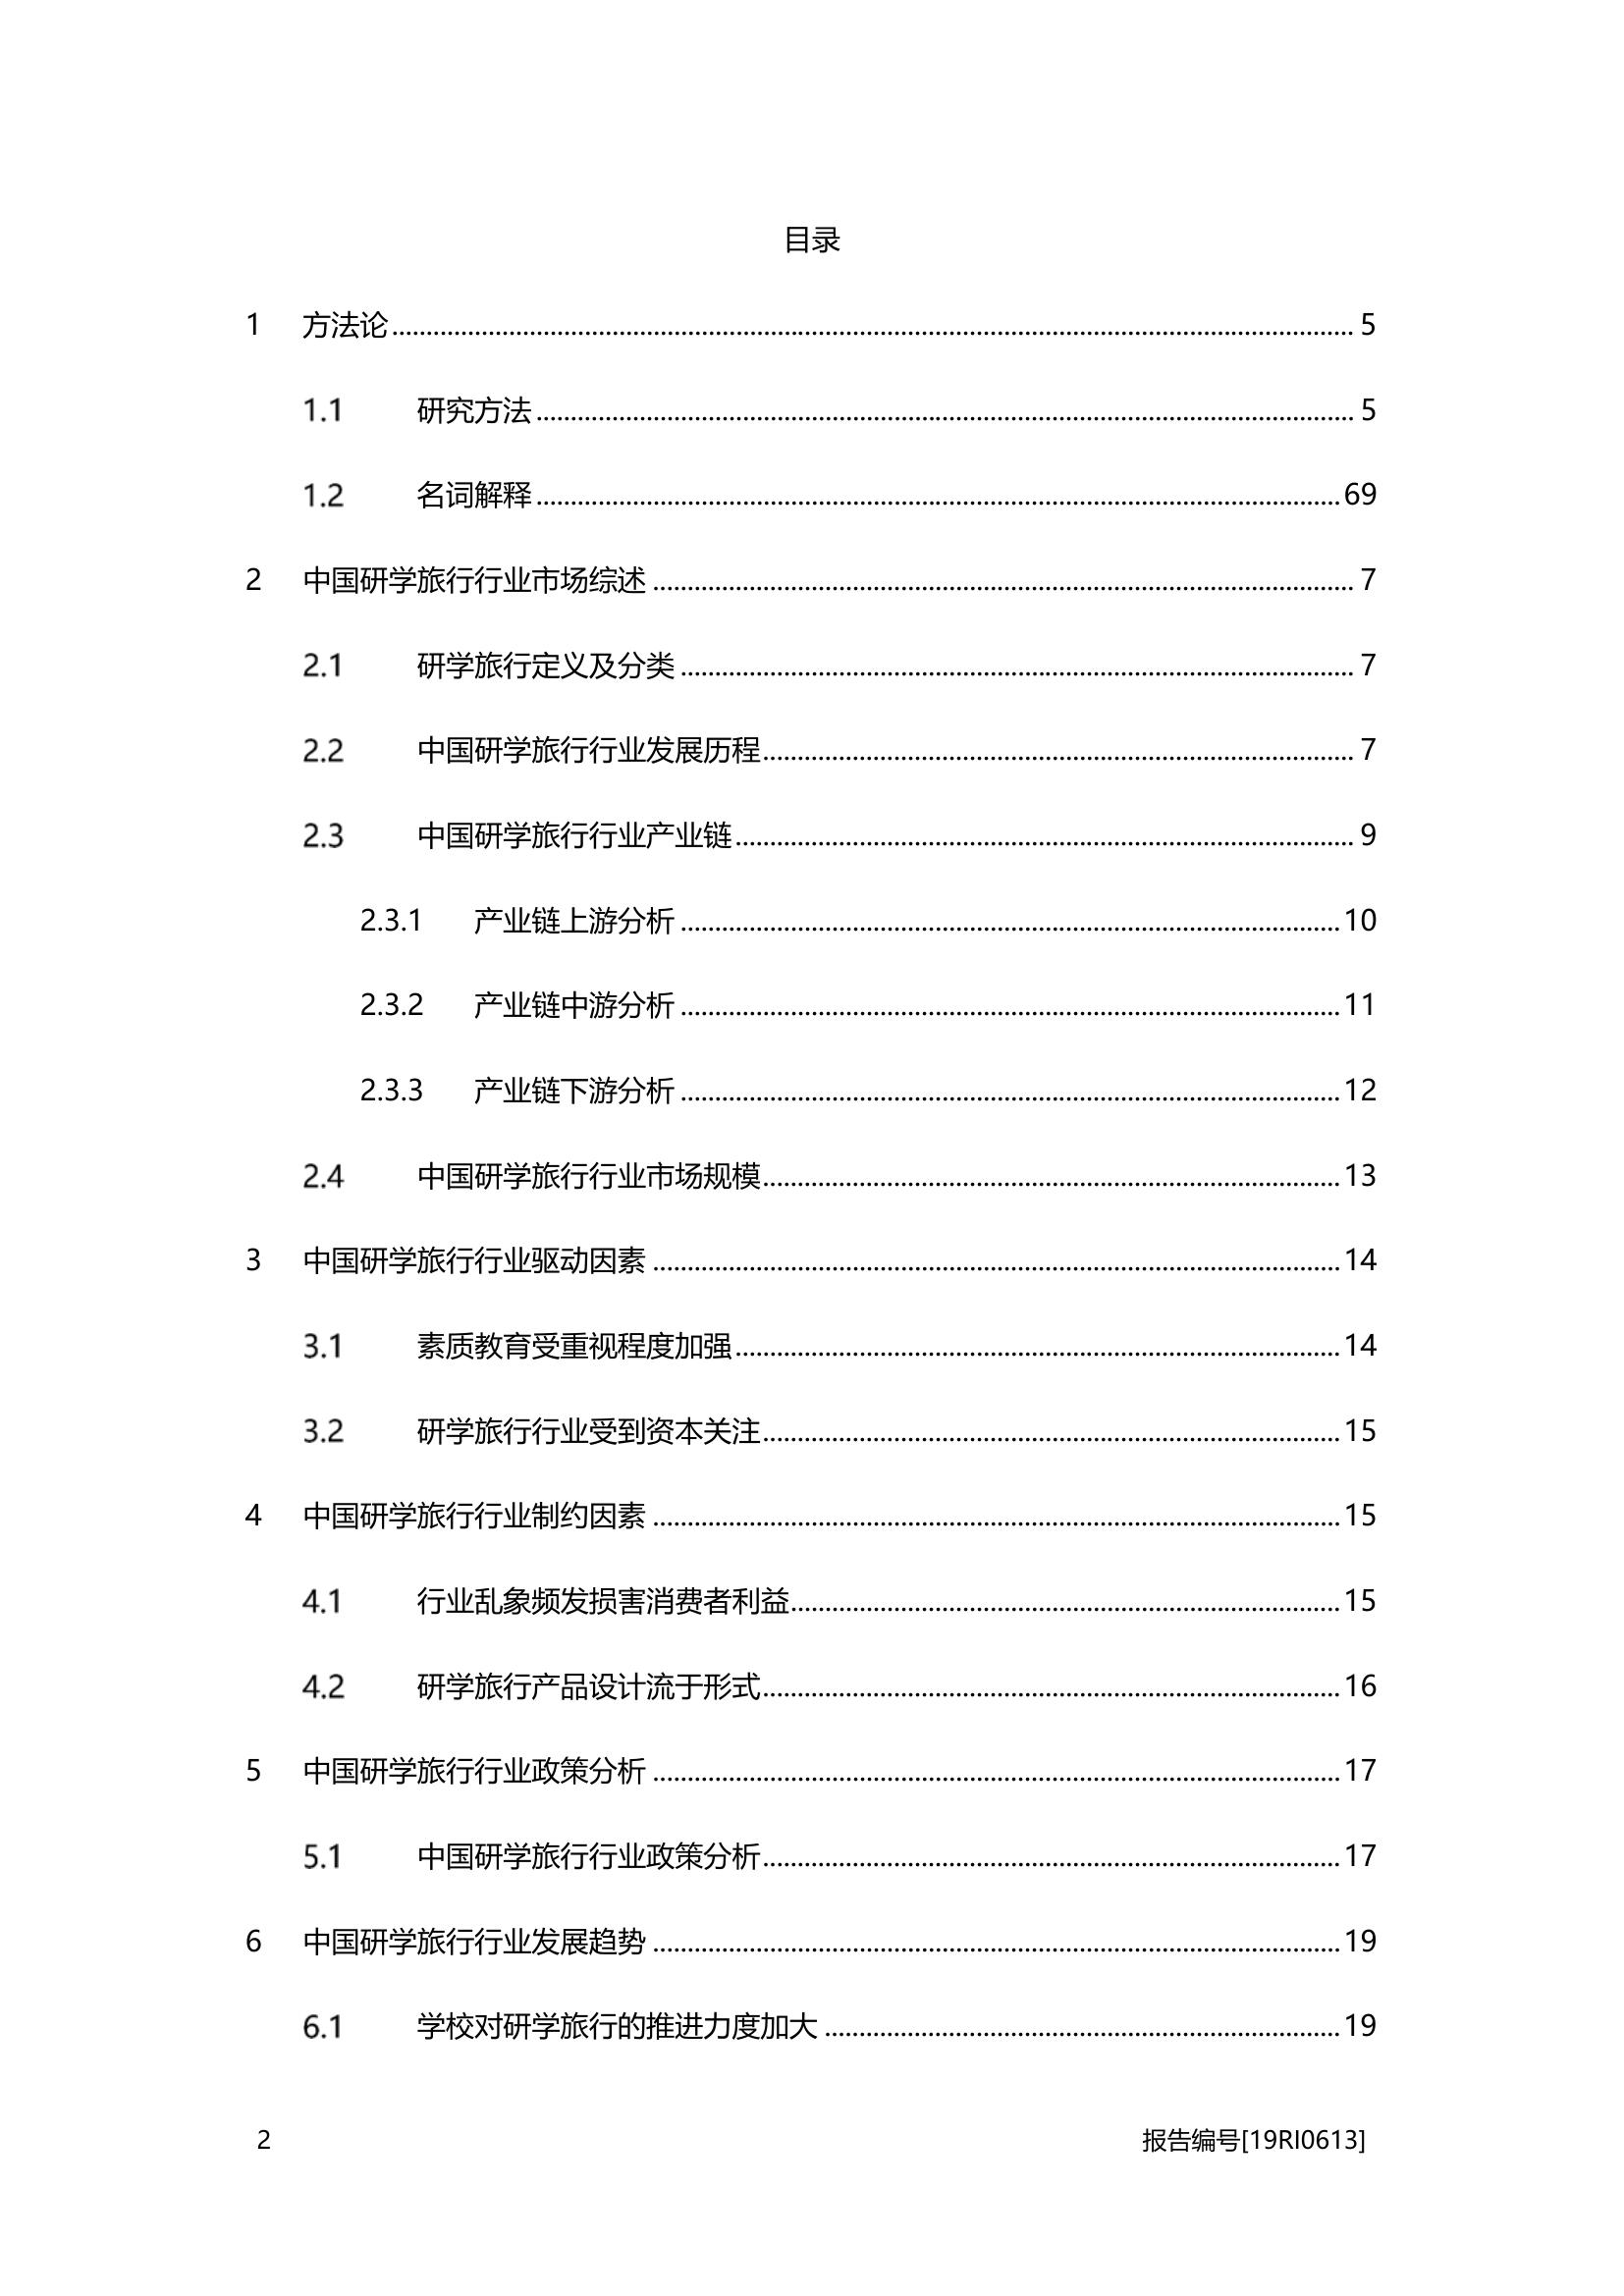 目录
1 方法论 ........ 5
1.1 研究方法 ........ 5
1.2 名词解释 ........ 69
2 中国研学旅行行业市场综述 ........ 7
2.1 研学旅行定义及分类 ........ 7
2.2 中国研学旅行行业发展历程 ........ 7
2.3 中国研学旅行行业产业链 ........ 9
2.3.1 产业链上游分析 ........ 10
2.3.2 产业链中游分析 ........ 11
2.3.3 产业链下游分析 ........ 12
2.4 中国研学旅行行业市场规模 ........ 13
3 中国研学旅行行业驱动因素 ........ 14
3.1 素质教育受重视程度加强 ........ 14
3.2 研学旅行行业受到资本关注 ........ 15
4 中国研学旅行行业制约因素 ........ 15
4.1 行业乱象频发损害消费者利益 ........ 15
4.2 研学旅行产品设计流于形式 ........ 16
5 中国研学旅行行业政策分析 ........ 17
5.1 中国研学旅行行业政策分析 ........ 17
6 中国研学旅行行业发展趋势 ........ 19
6.1 学校对研学旅行的推进力度加大 ........ 19
2 报告编号[19RI0613]